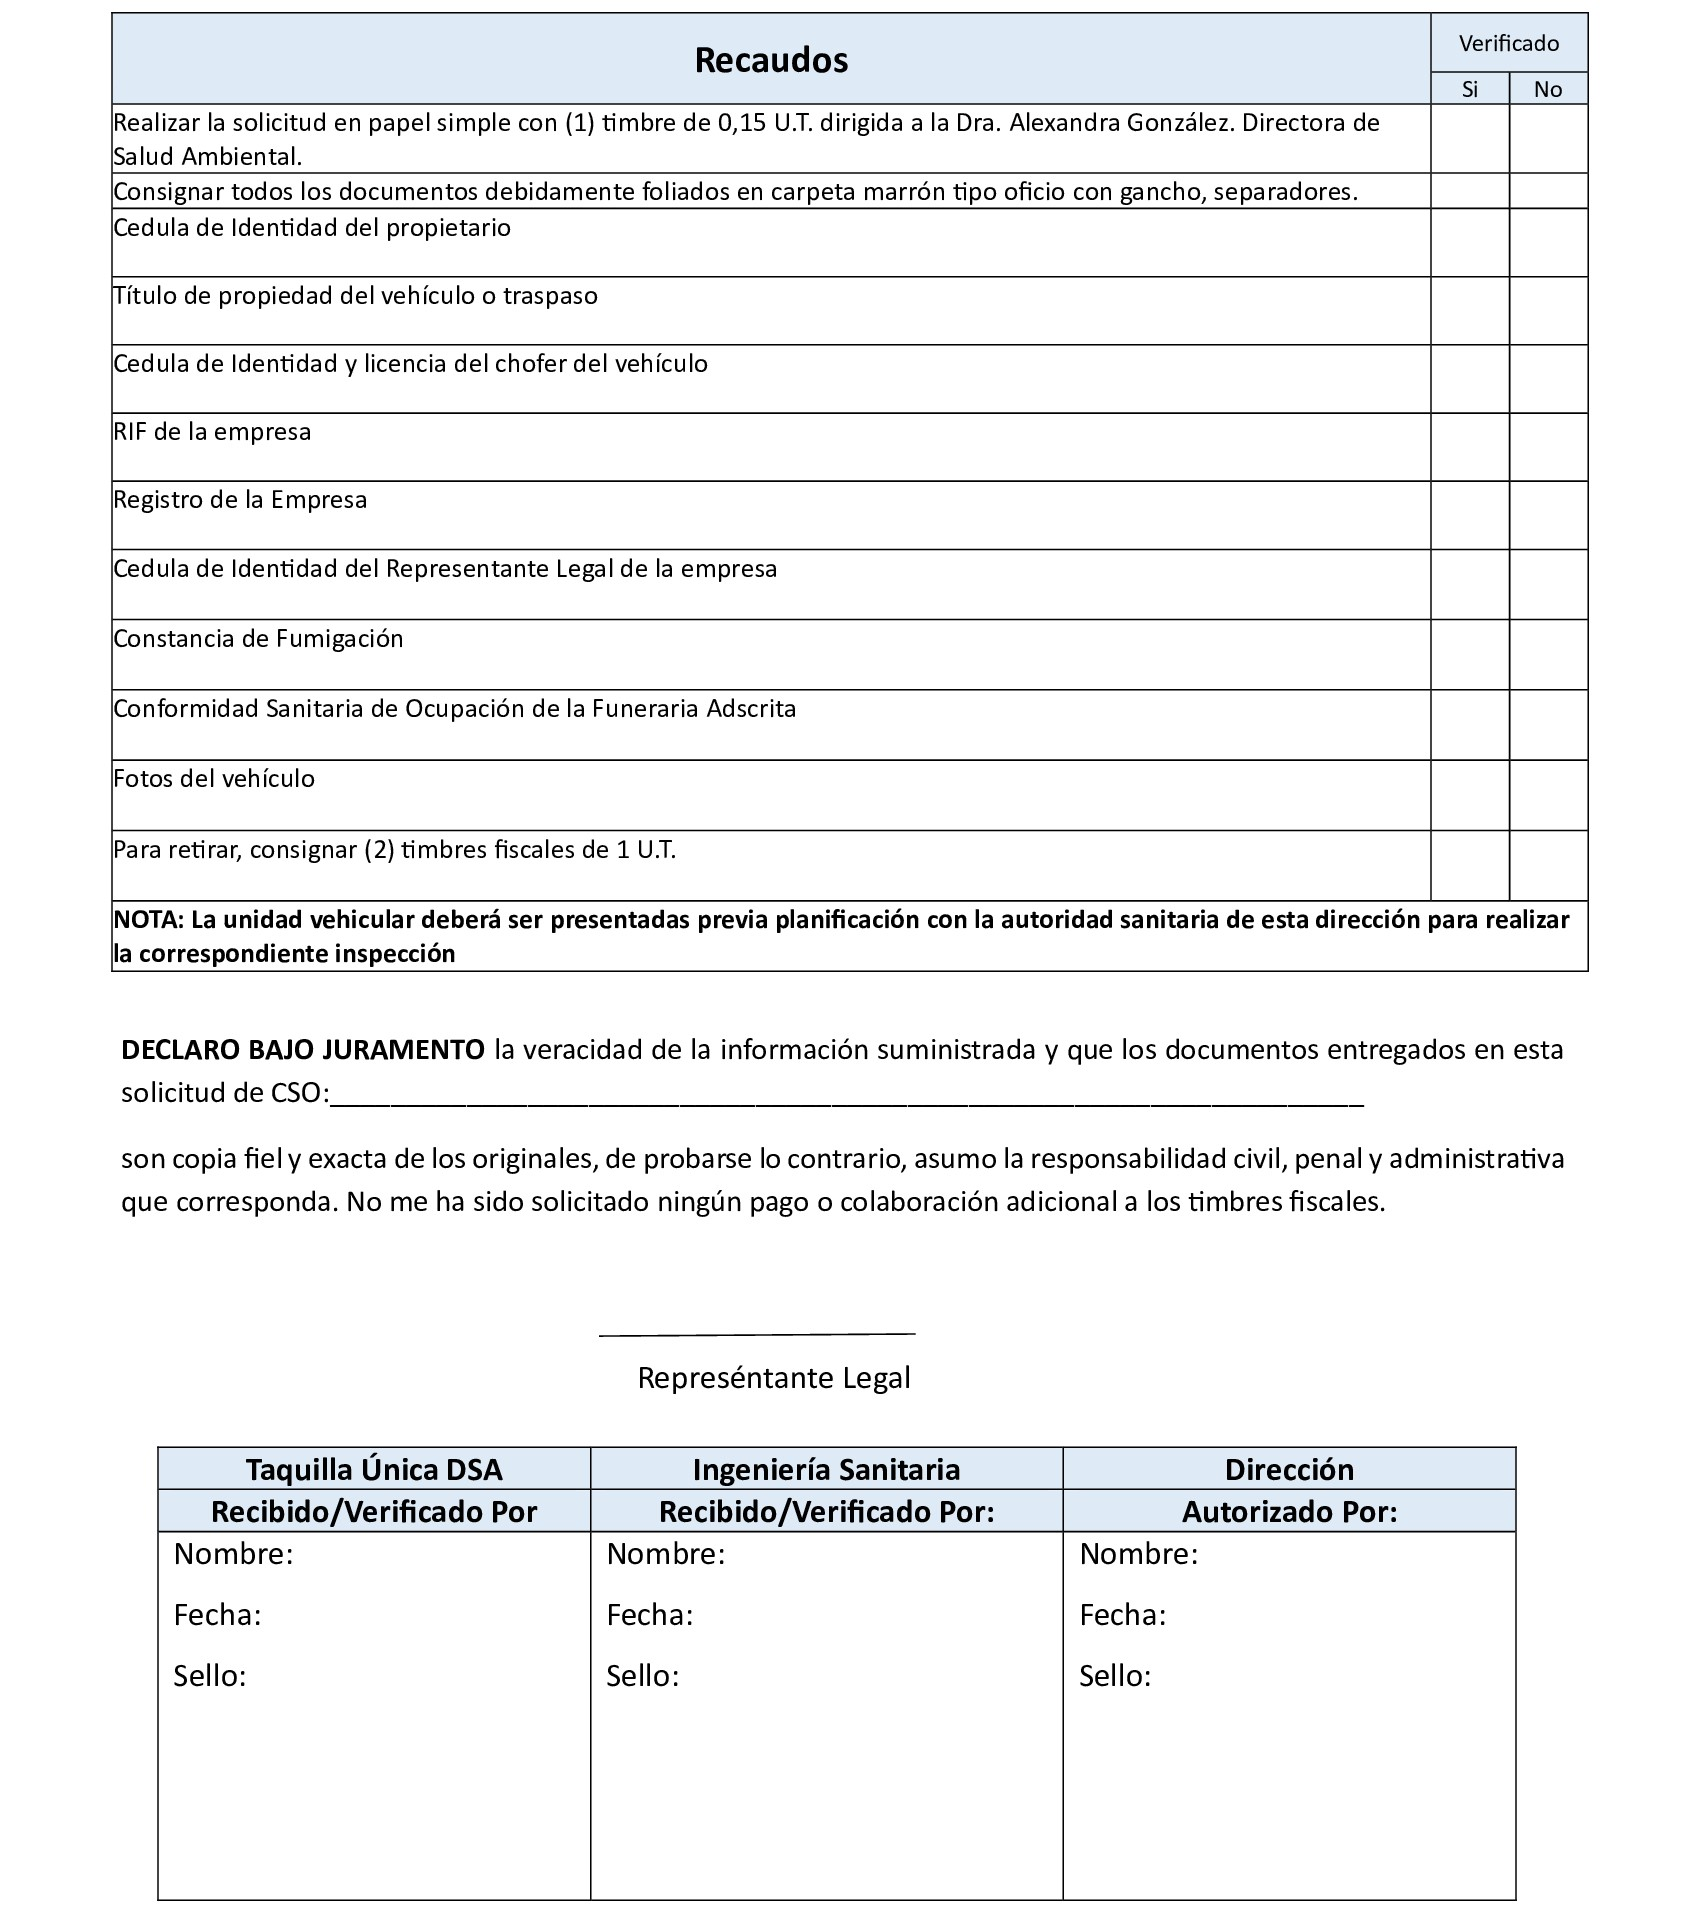 Recaudos
Verificado
Si No
Realizar la solicitud en papel simple con (1) timbre de 0,15 U.T. dirigida a la Dra. Alexandra González. Directora de
Salud Ambiental.
Consignar todos los documentos debidamente foliados en carpeta marrón tipo oficio con gancho, separadores.
Cedula de Identidad del propietario
Título de propiedad del vehículo o traspaso
Cedula de Identidad y licencia del chofer del vehículo
RIF de la empresa
Registro de la Empresa
Cedula de Identidad del Representante Legal de la empresa
Constancia de Fumigación
Conformidad Sanitaria de Ocupación de la Funeraria Adscrita
Fotos del vehículo
Para retirar, consignar (2) timbres fiscales de 1 U.T.
NOTA: La unidad vehicular deberá ser presentadas previa planificación con la autoridad sanitaria de esta dirección para realizar
la correspondiente inspección
DECLARO BAJO JURAMENTO la veracidad de la información suministrada y que los documentos entregados en esta
solicitud de CSO:____________________________________________________________________
son copia fiel y exacta de los originales, de probarse lo contrario, asumo la responsabilidad civil, penal y administrativa
que corresponda. No me ha sido solicitado ningún pago o colaboración adicional a los timbres fiscales.
Represéntante Legal
Taquilla Única DSA Ingeniería Sanitaria Dirección
Recibido/Verificado Por Recibido/Verificado Por: Autorizado Por:
Nombre: Nombre: Nombre:
Fecha: Fecha: Fecha:
Sello: Sello: Sello: